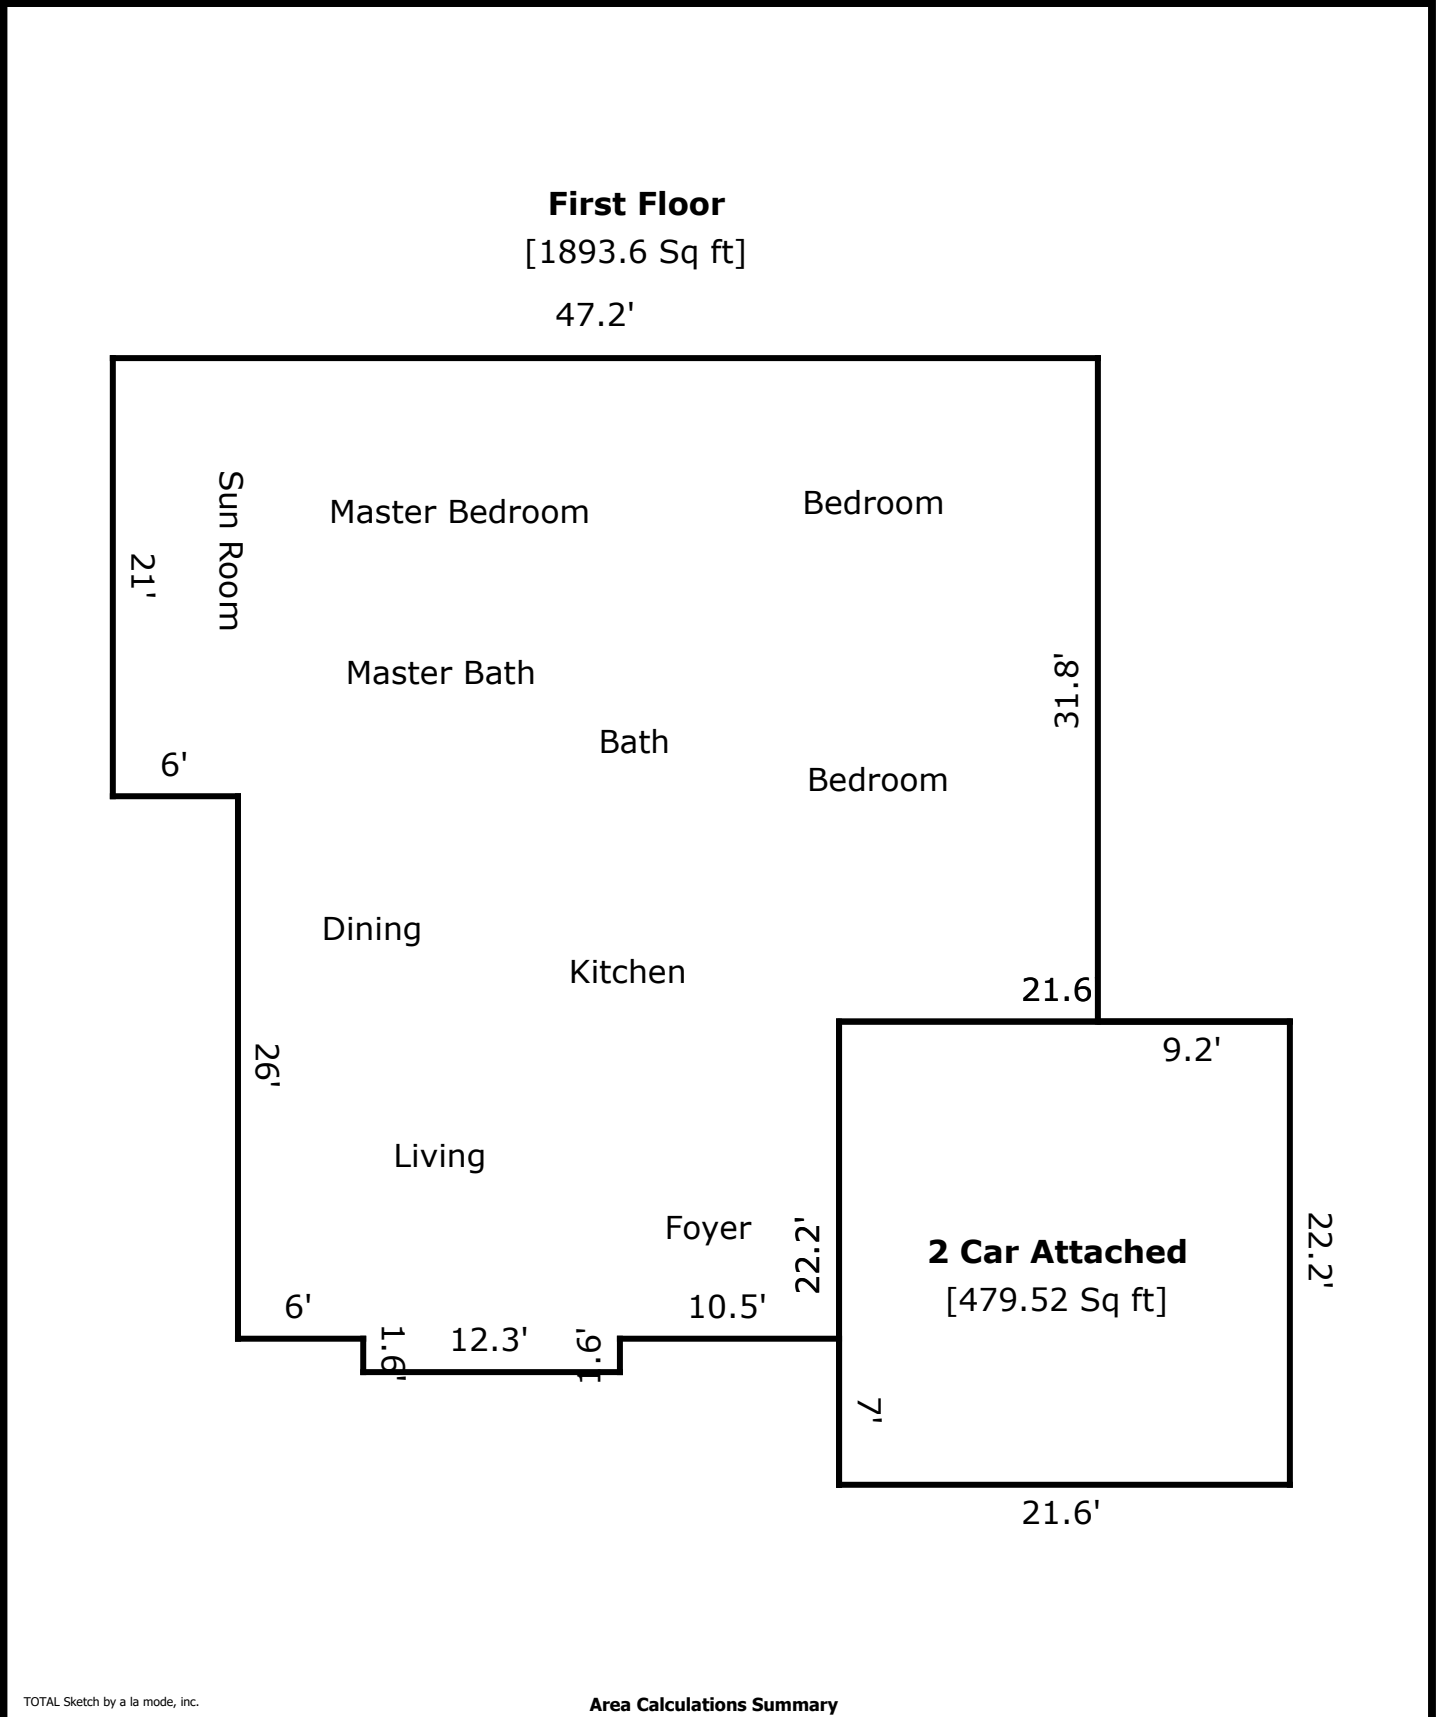 First Floor
[1893.6 Sq ft]
47.2'
Sun Room
Master Bedroom
Bedroom
21'
Master Bath
31.8'
Bath
6'
Bedroom
Dining
Kitchen
21.6
9.2'
26'
Living
Foyer
22.2'
2 Car Attached
[479.52 Sq ft]
22.2'
6'
1.6'
12.3'
1.6'
10.5'
7'
21.6'
TOTAL Sketch by a la mode, inc.
Area Calculations Summary